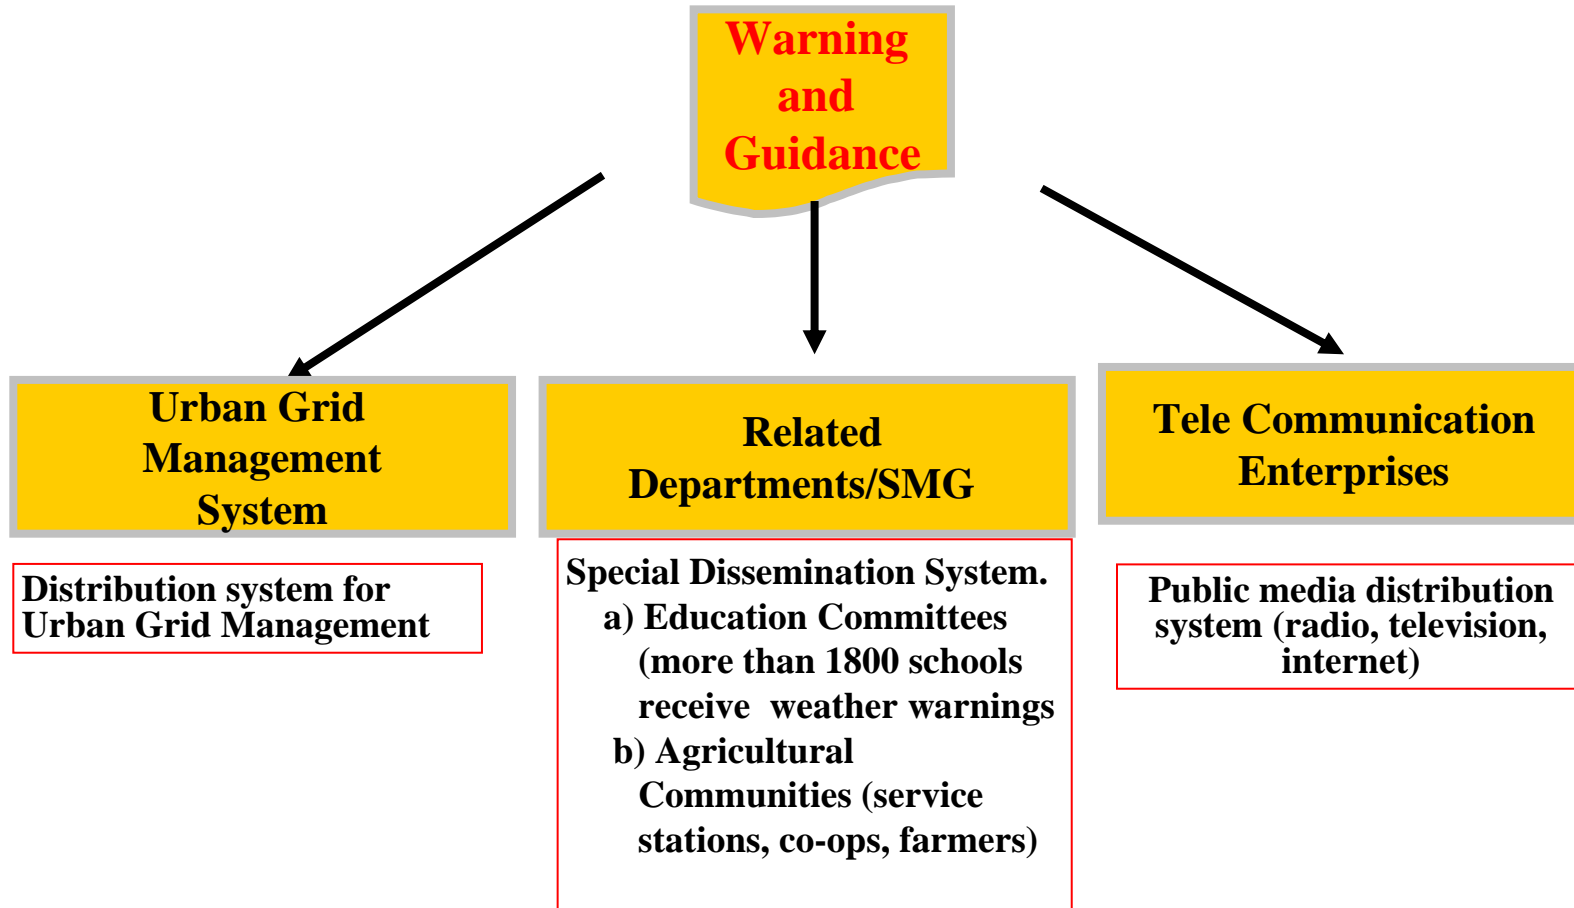 Warning
and
Guidance
Urban Grid
Management
System
Related
Departments/SMG
Tele Communication
Enterprises
Distribution system for
Urban Grid Management
Special Dissemination System.
a) Education Committees
(more than 1800 schools
receive weather warnings
b) Agricultural
Communities (service
stations, co-ops, farmers)
Public media distribution
system (radio, television,
internet)